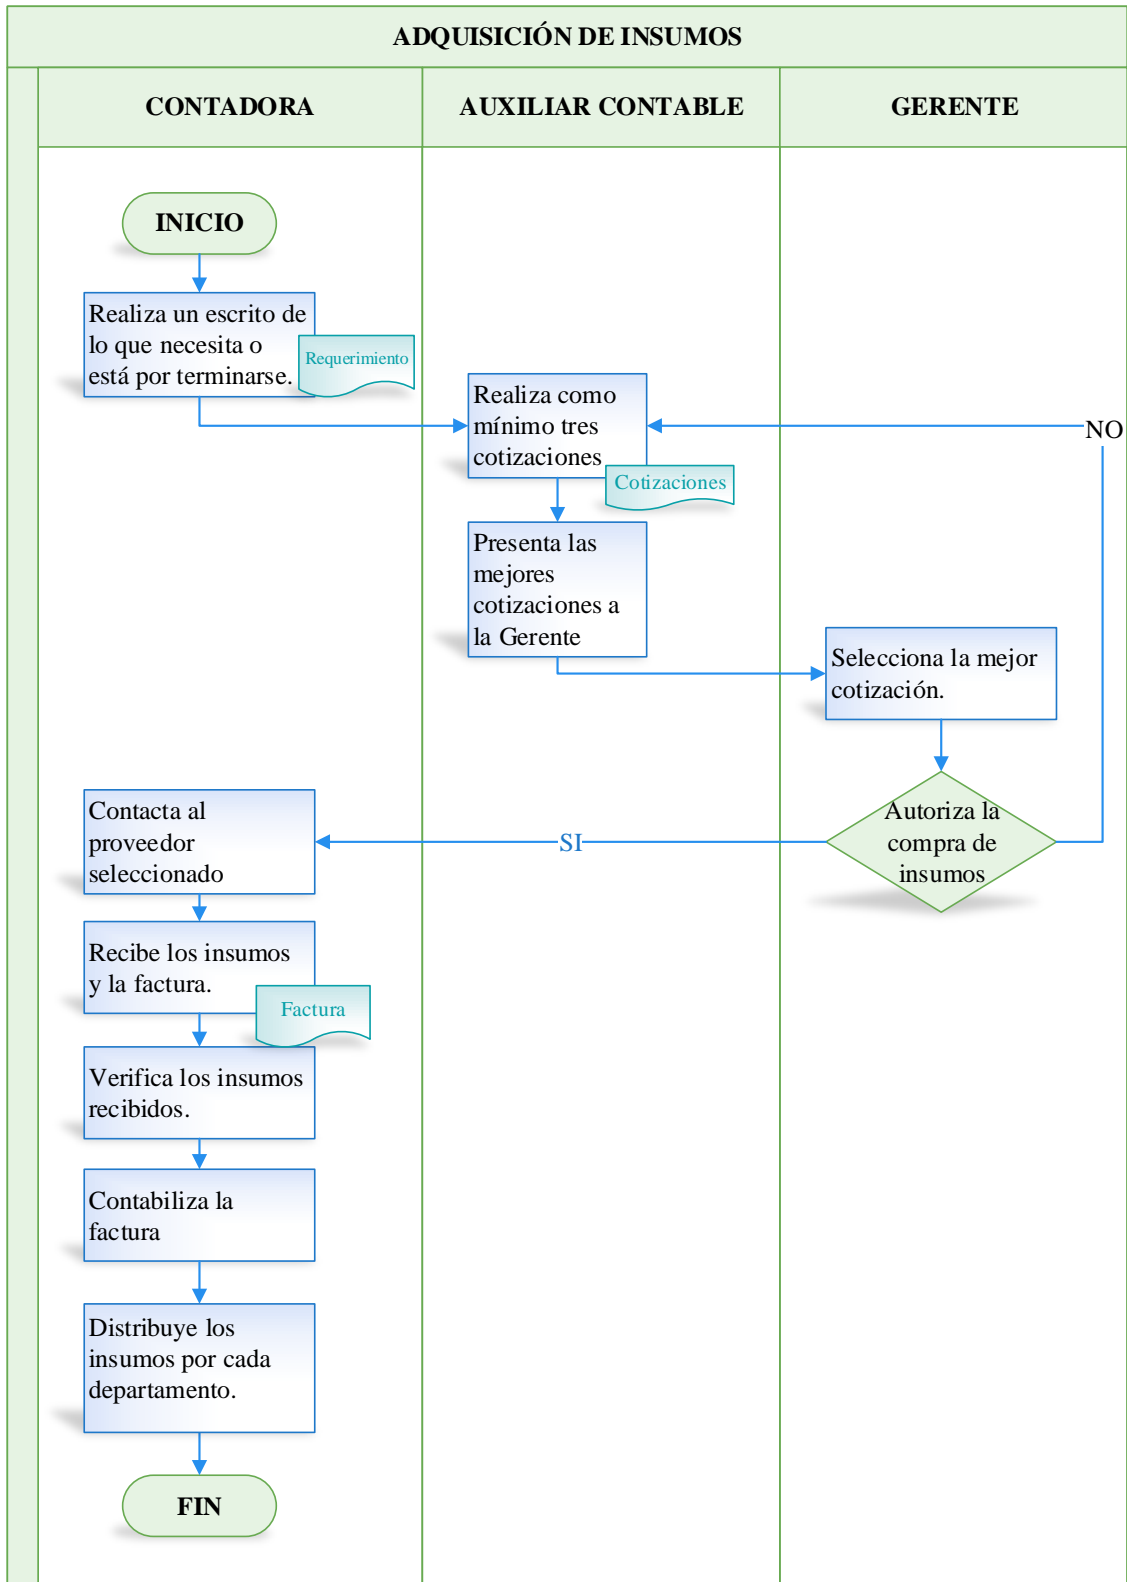 ADQUISICIÓN DE INSUMOS
CONTADORA
AUXILIAR CONTABLE
GERENTE
INICIO
Realiza un escrito de
lo que necesita o
está por terminarse.
Requerimiento
Realiza como
mínimo tres
cotizaciones
NO
Cotizaciones
Presenta las
mejores
cotizaciones a
la Gerente
Selecciona la mejor
cotización.
Autoriza la
compra de
insumos
SI
Contacta al
proveedor
seleccionado
Recibe los insumos
y la factura.
Factura
Verifica los insumos
recibidos.
Contabiliza la
factura
Distribuye los
insumos por cada
departamento.
FIN